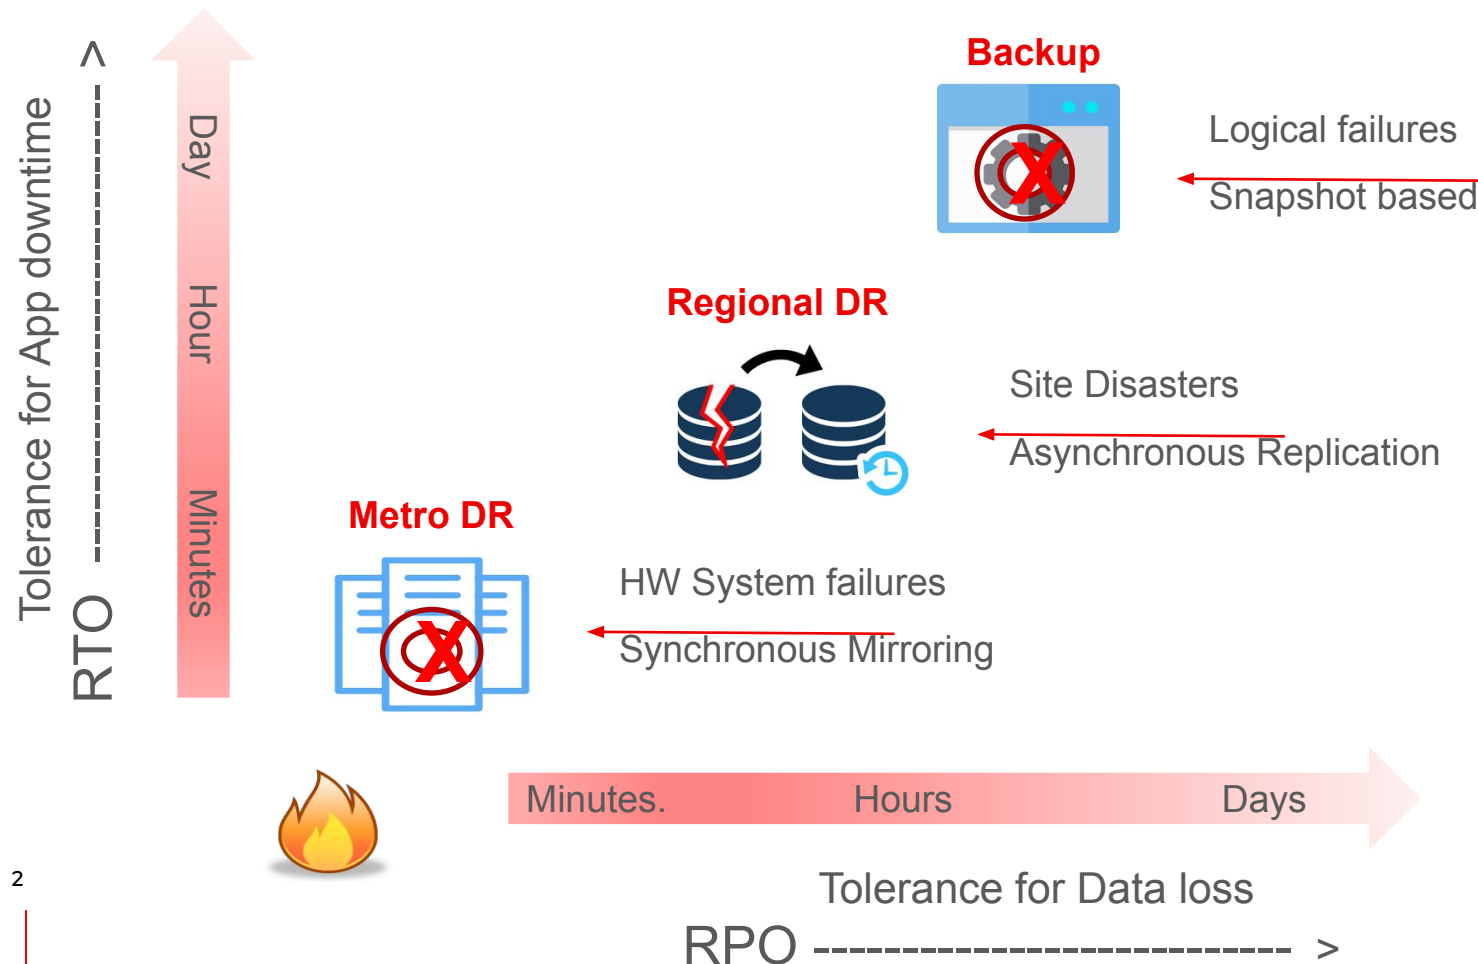 Tolerance for App downtime
RTO ----------------------------- >
Day
Hour
Minutes
Backup
Logical failures
Snapshot based
Regional DR
Site Disasters
Asynchronous Replication
Metro DR
HW System failures
Synchronous Mirroring
X
X
Minutes.
Hours
Days
Tolerance for Data loss
RPO --------------------------- >
2